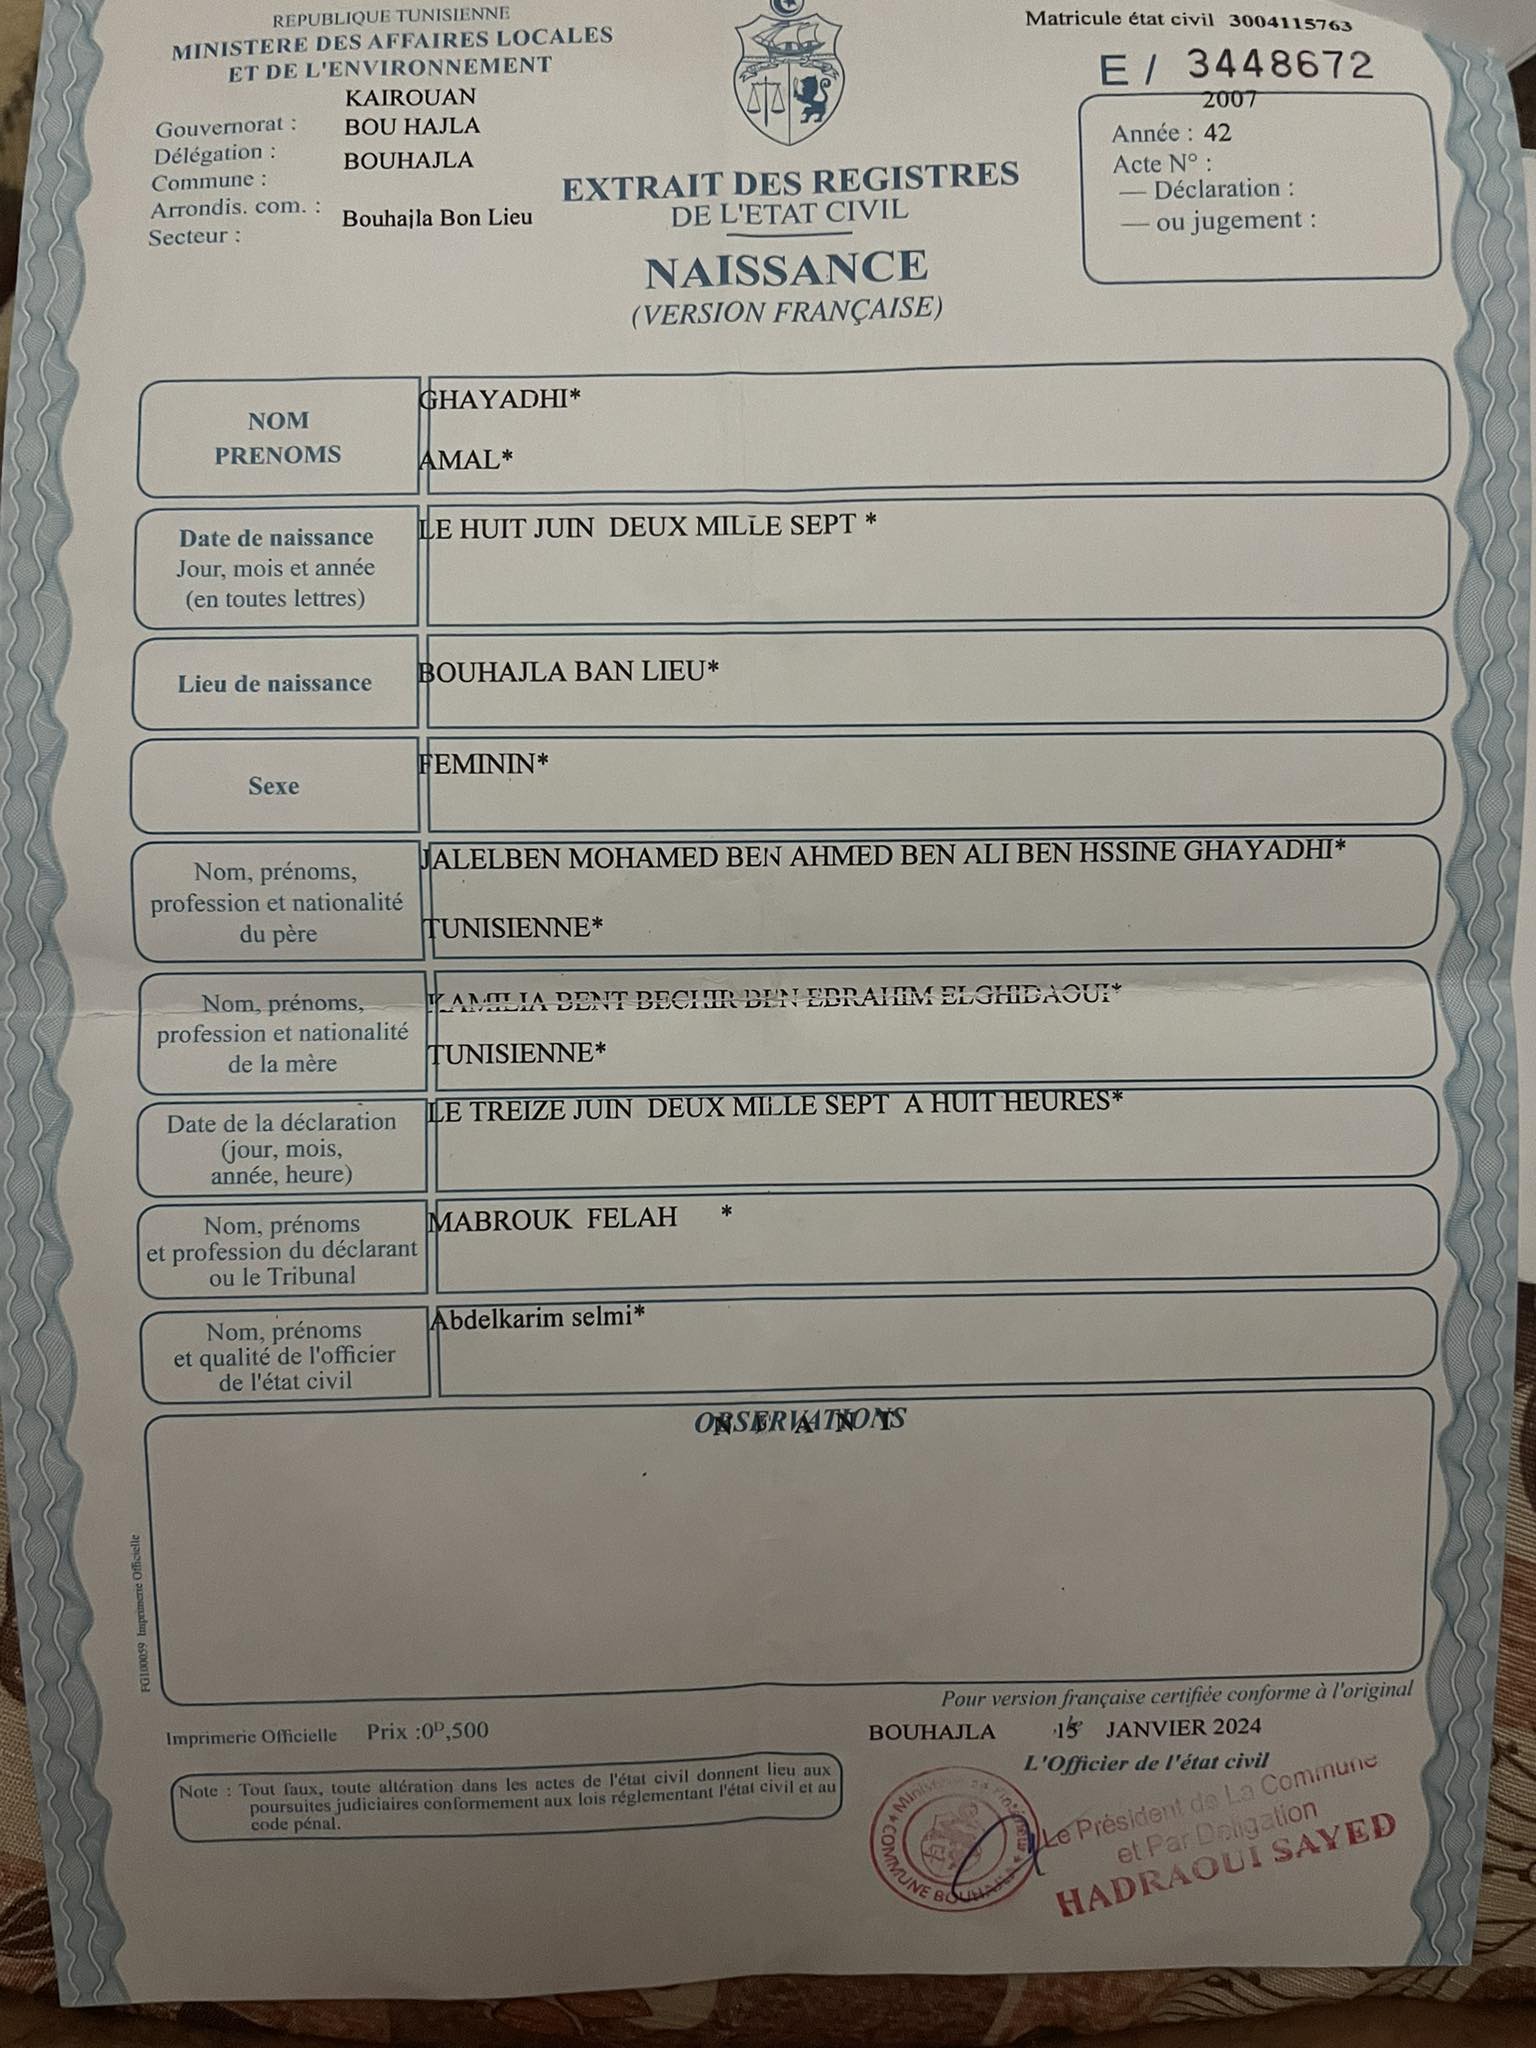 REPUBLIQUE TUNISIENNE
MINISTERE DES AFFAIRES LOCALES
ET DE L'ENVIRONNEMENT
KAIROUAN
Gouvernorat : BOU HAJLA
Délégation :
Commune : BOUHAJLA
Arrondis. com. :
Secteur : Bouhajla Bon Lieu
EXTRAIT DES REGISTRES
DE L'ETAT CIVIL
NAISSANCE
(VERSION FRANÇAISE)
Matricule état civil 3004115763
E / 3448672
2007
Année : 42
Acte N° :
— Déclaration :
— ou jugement :
NOM
PRENOMS
GHAYADHI*
AMAL*
Date de naissance
Jour, mois et année
(en toutes lettres)
LE HUIT JUIN DEUX MILLE SEPT *
Lieu de naissance
BOUHAJLA BAN LIEU*
Sexe
FEMININ*
Nom, prénoms,
profession et nationalité
du père
JALELBEN MOHAMED BEN AHMED BEN ALI BEN HSSINE GHAYADHI*
TUNISIENNE*
Nom, prénoms,
profession et nationalité
de la mère
KAMILIA BENT BECHIR BEN EBRAHIM ELGHIDAOUI*
TUNISIENNE*
Date de la déclaration
(jour, mois,
année, heure)
LE TREIZE JUIN DEUX MILLE SEPT A HUIT HEURES*
Nom, prénoms
et profession du déclarant
ou le Tribunal
MABROUK FELAH *
Nom, prénoms
et qualité de l'officier
de l'état civil
Abdelkarim selmi*
OBSERVATIONS
N E A N T
FG100059 Imprimerie Officielle
Pour version française certifiée conforme à l'original
Imprimerie Officielle Prix :0ᴰ,500
BOUHAJLA le 15 JANVIER 2024
L'Officier de l'état civil
Note : Tout faux, toute altération dans les actes de l'état civil donnent lieu aux
poursuites judiciaires conformement aux lois réglementant l'état civil et au
code pénal.
COMMUNE BOUHAJLA
Le Président de La Commune
et Par Déligation
HADRAOUI SAYED